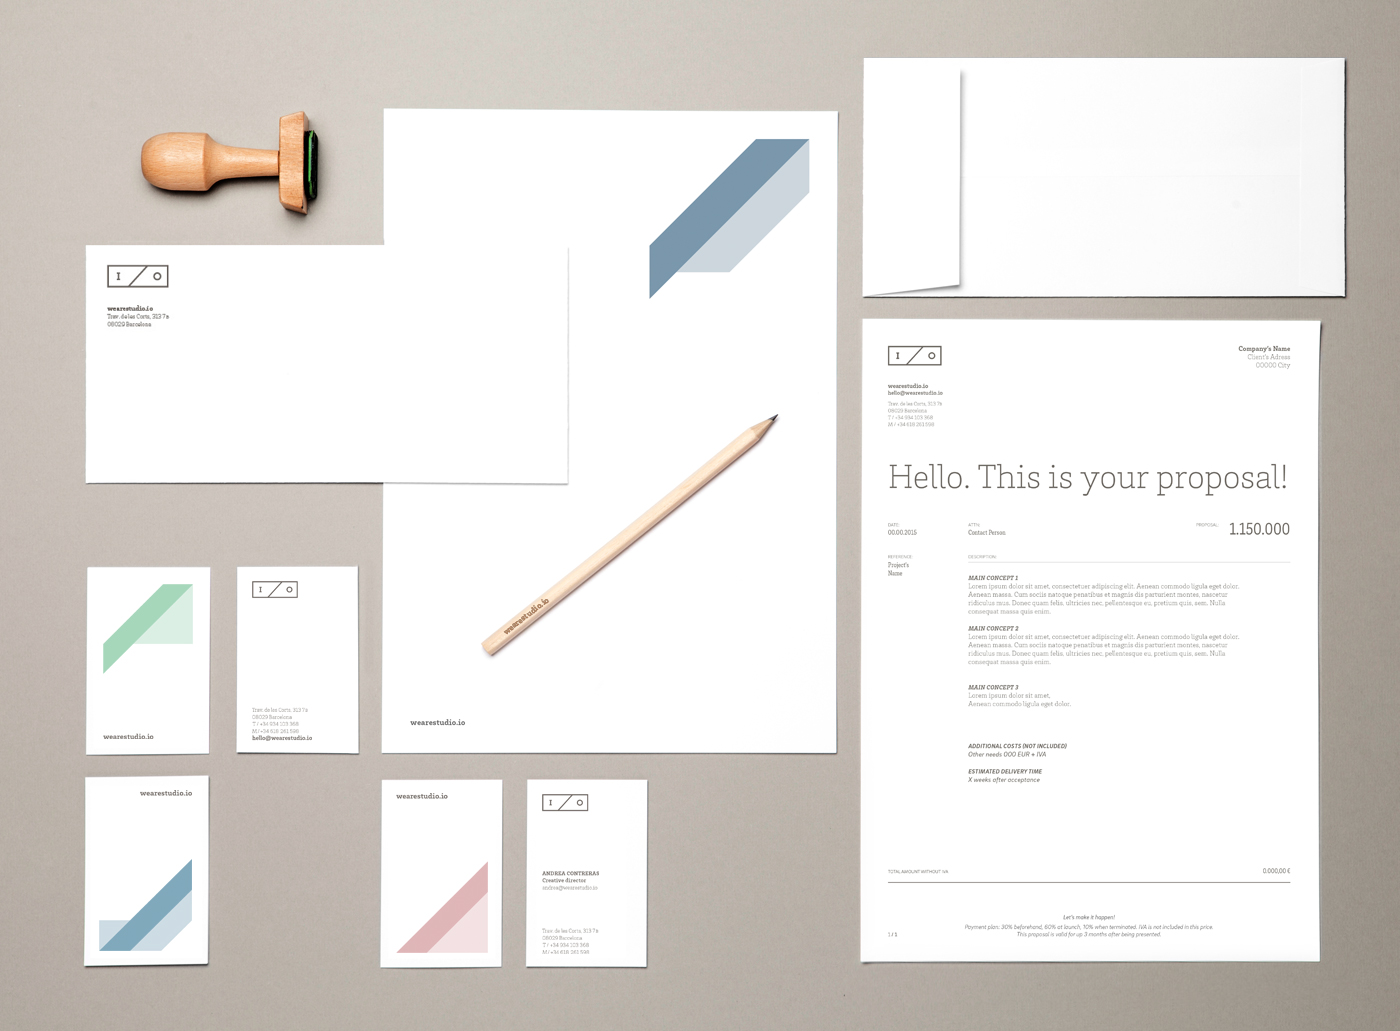 I / O
wearestudio.io
Trav. de les Corts, 313 7a
08029 Barcelona
wearestudio.io
wearestudio.io
wearestudio.io
I / O
Trav. de les Corts, 313 7a
08029 Barcelona
T / +34 934 103 968
M / +34 618 261 598
hello@wearestudio.io
wearestudio.io
wearestudio.io
I / O
ANDREA CONTRERAS
Creative director
andrea@wearestudio.io
Trav. de les Corts, 313 7a
08029 Barcelona
T / +34 934 103 968
M / +34 618 261 598
I / O
Company's Name
Client's Adress
00000 City
wearestudio.io
hello@wearestudio.io
Trav. de les Corts, 313 7a
08029 Barcelona
T / +34 934 103 968
M / +34 618 261 598
Hello. This is your proposal!
DATE:
00.00.2015
ATTN:
Contact Person
PROPOSAL:
1.150.000
REFERENCE:
Project's
Name
DESCRIPTION:
MAIN CONCEPT 1
Lorem ipsum dolor sit amet, consectetuer adipiscing elit. Aenean commodo ligula eget dolor.
Aenean massa. Cum sociis natoque penatibus et magnis dis parturient montes, nascetur
ridiculus mus. Donec quam felis, ultricies nec, pellentesque eu, pretium quis, sem. Nulla
consequat massa quis enim.
MAIN CONCEPT 2
Lorem ipsum dolor sit amet, consectetuer adipiscing elit. Aenean commodo ligula eget dolor.
Aenean massa. Cum sociis natoque penatibus et magnis dis parturient montes, nascetur
ridiculus mus. Donec quam felis, ultricies nec, pellentesque eu, pretium quis, sem. Nulla
consequat massa quis enim.
MAIN CONCEPT 3
Lorem ipsum dolor sit amet,
Aenean commodo ligula eget dolor.
ADDITIONAL COSTS (NOT INCLUDED)
Other needs 000 EUR + IVA
ESTIMATED DELIVERY TIME
X weeks after acceptance
TOTAL AMOUNT WITHOUT IVA
0.000,00 €
Let's make it happen!
Payment plan: 30% beforehand, 60% at launch, 10% when terminated. IVA is not included in this price.
This proposal is valid for up 3 months after being presented.
1 / 5